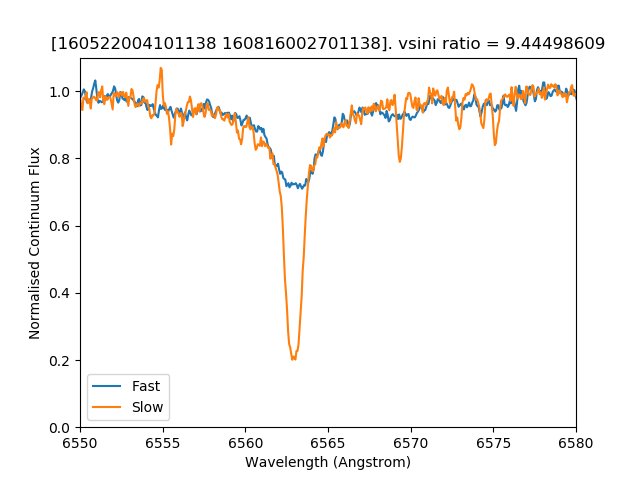 [160522004101138 160816002701138]. vsini ratio = 9.44498609
Normalised Continuum Flux
1.0
0.8
0.6
0.4
0.2
0.0
Fast
Slow
6550 6555 6560 6565 6570 6575 6580
Wavelength (Angstrom)